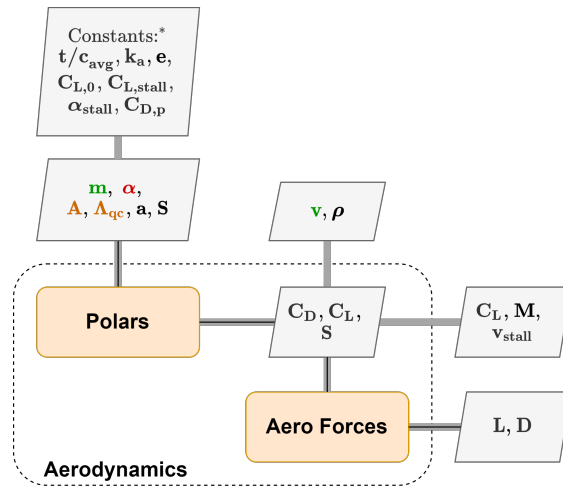 Constants:*
t/c_avg, k_a, e,
C_L,0, C_L,stall,
α_stall, C_D,p
m, α,
A, Λ_qc, a, S
v, ρ
Polars
C_D, C_L,
S
C_L, M,
v_stall
Aero Forces
L, D
Aerodynamics